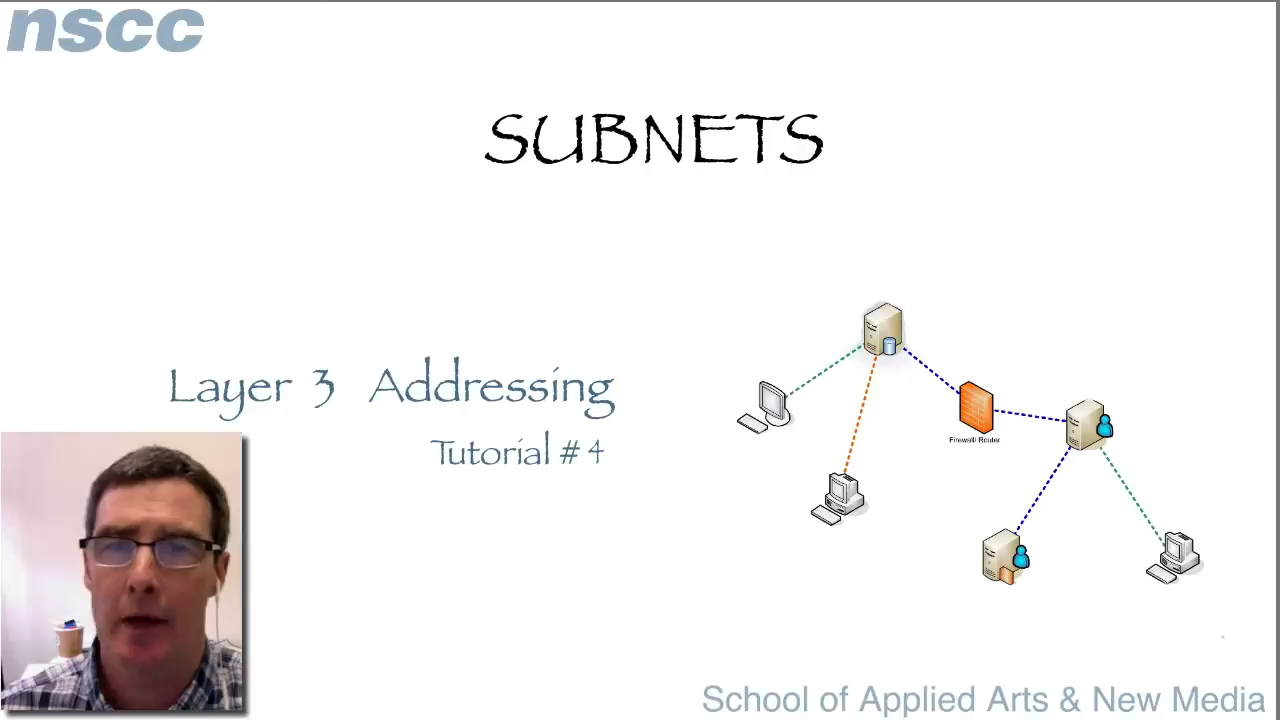 nscc
SUBNETS
Layer 3 Addressing
Tutorial # 4
Firewall/ Router
School of Applied Arts & New Media